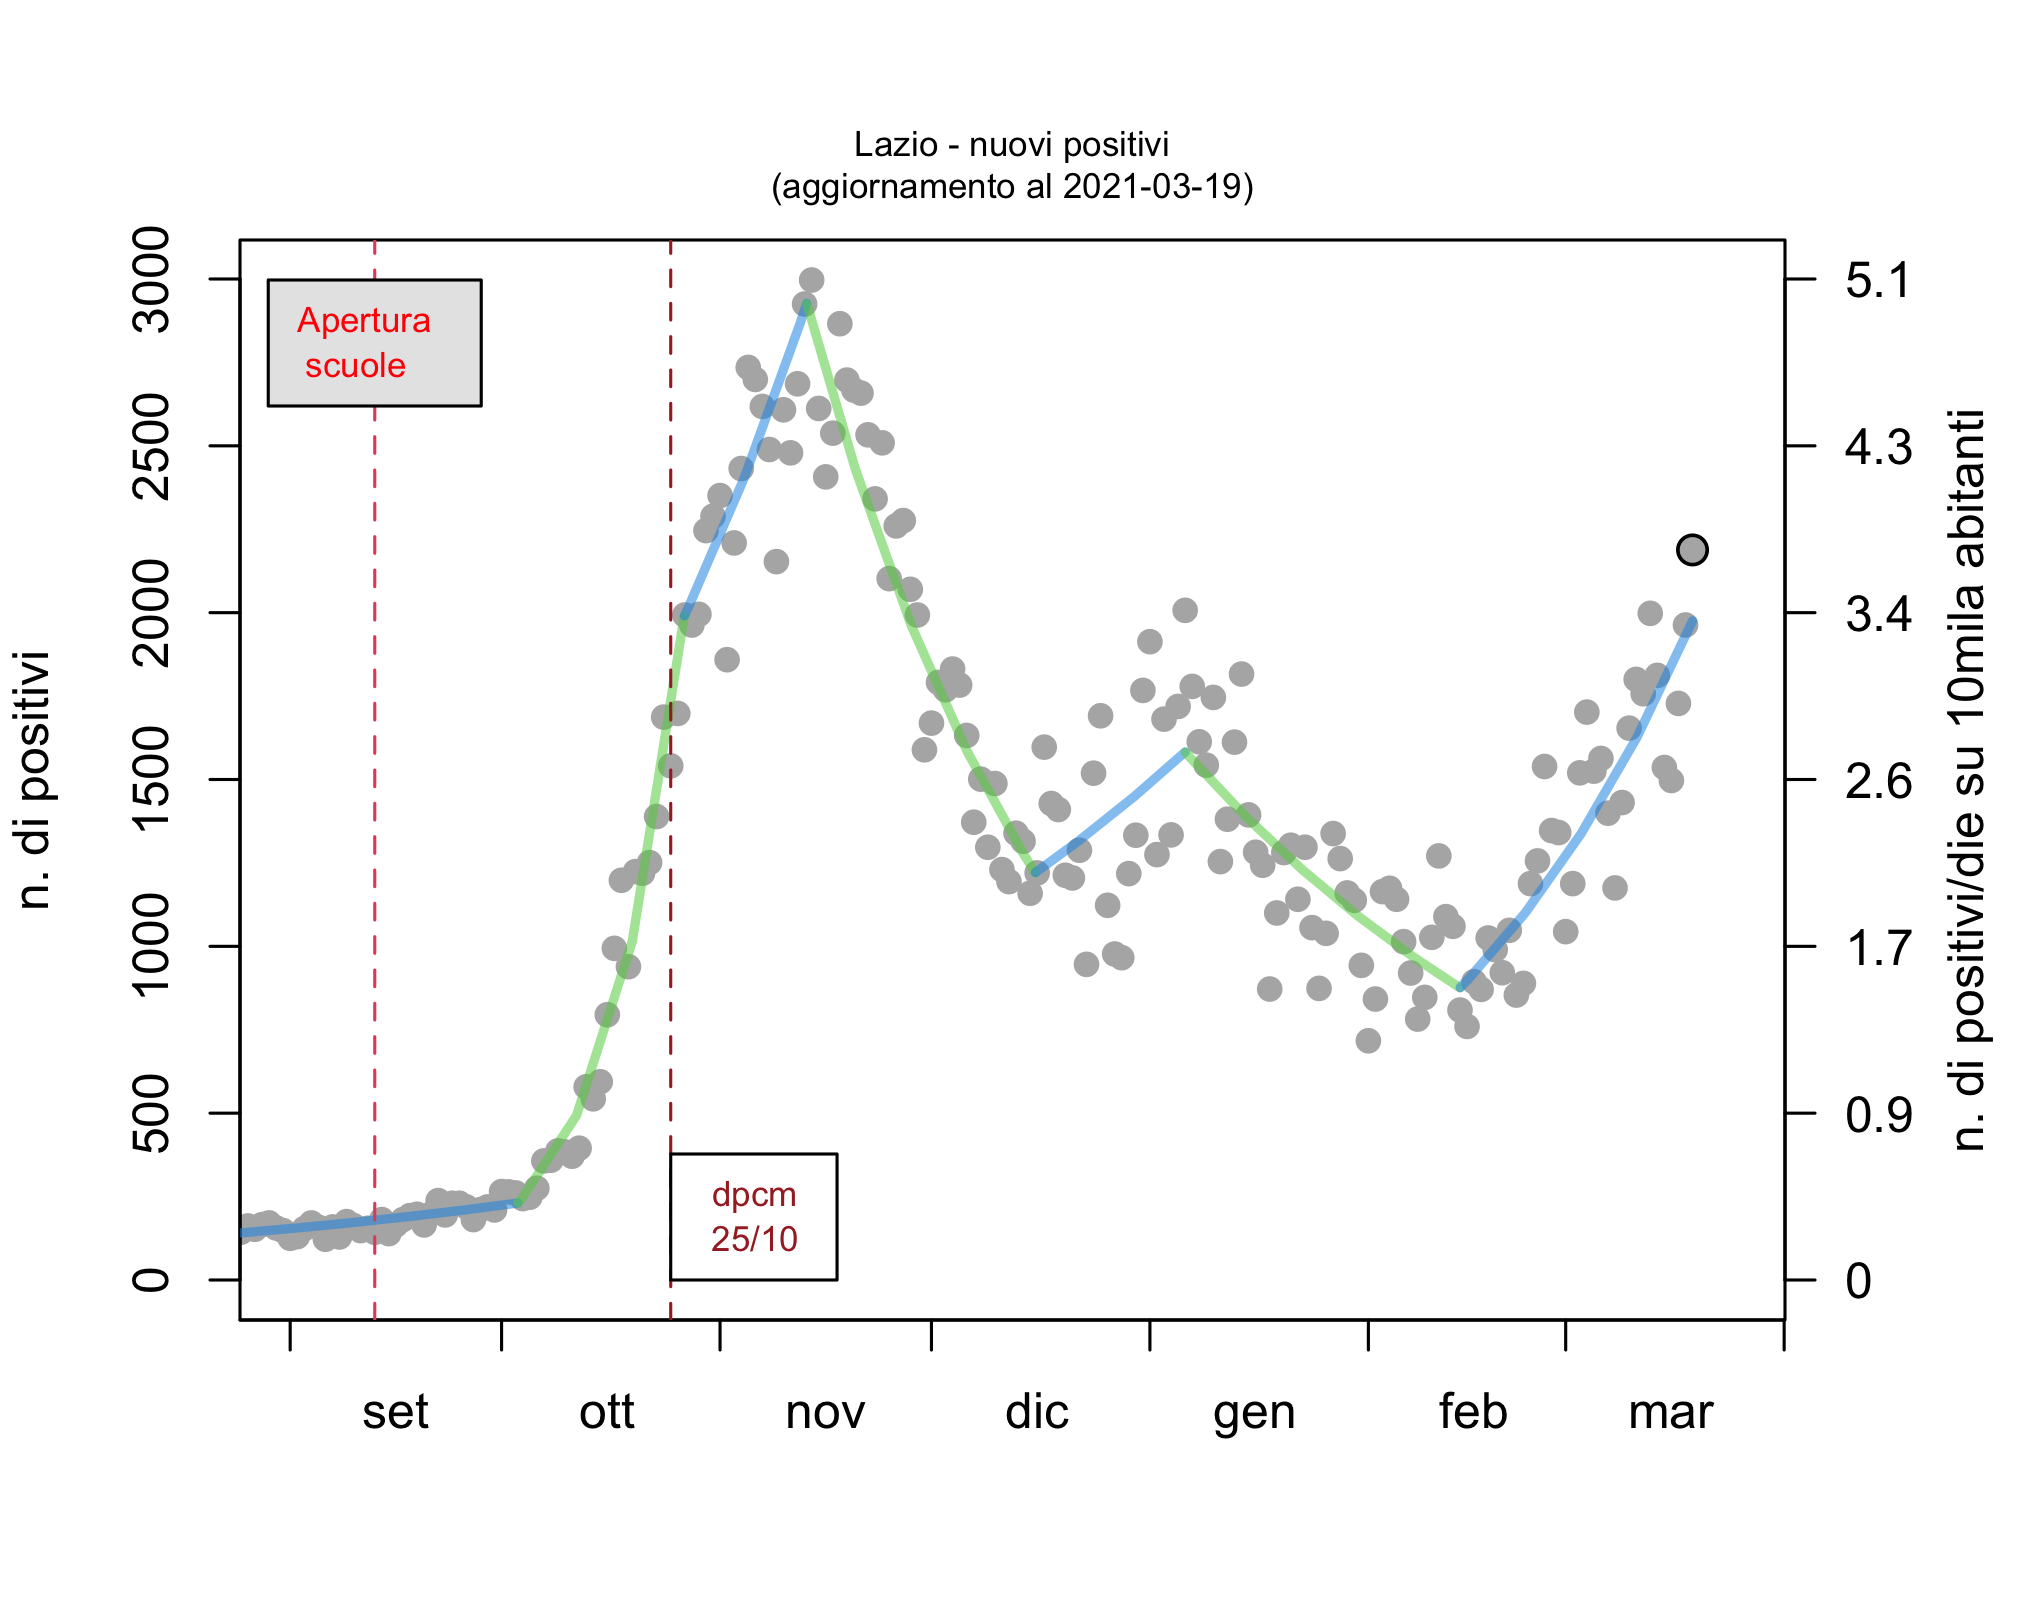 Lazio - nuovi positivi
(aggiornamento al 2021-03-19)
n. di positivi
3000
2500
2000
1500
1000
500
0
Apertura
scuole
dpcm
25/10
5.1
4.3
3.4
2.6
1.7
0.9
0
n. di positivi/die su 10mila abitanti
set ott nov dic gen feb mar